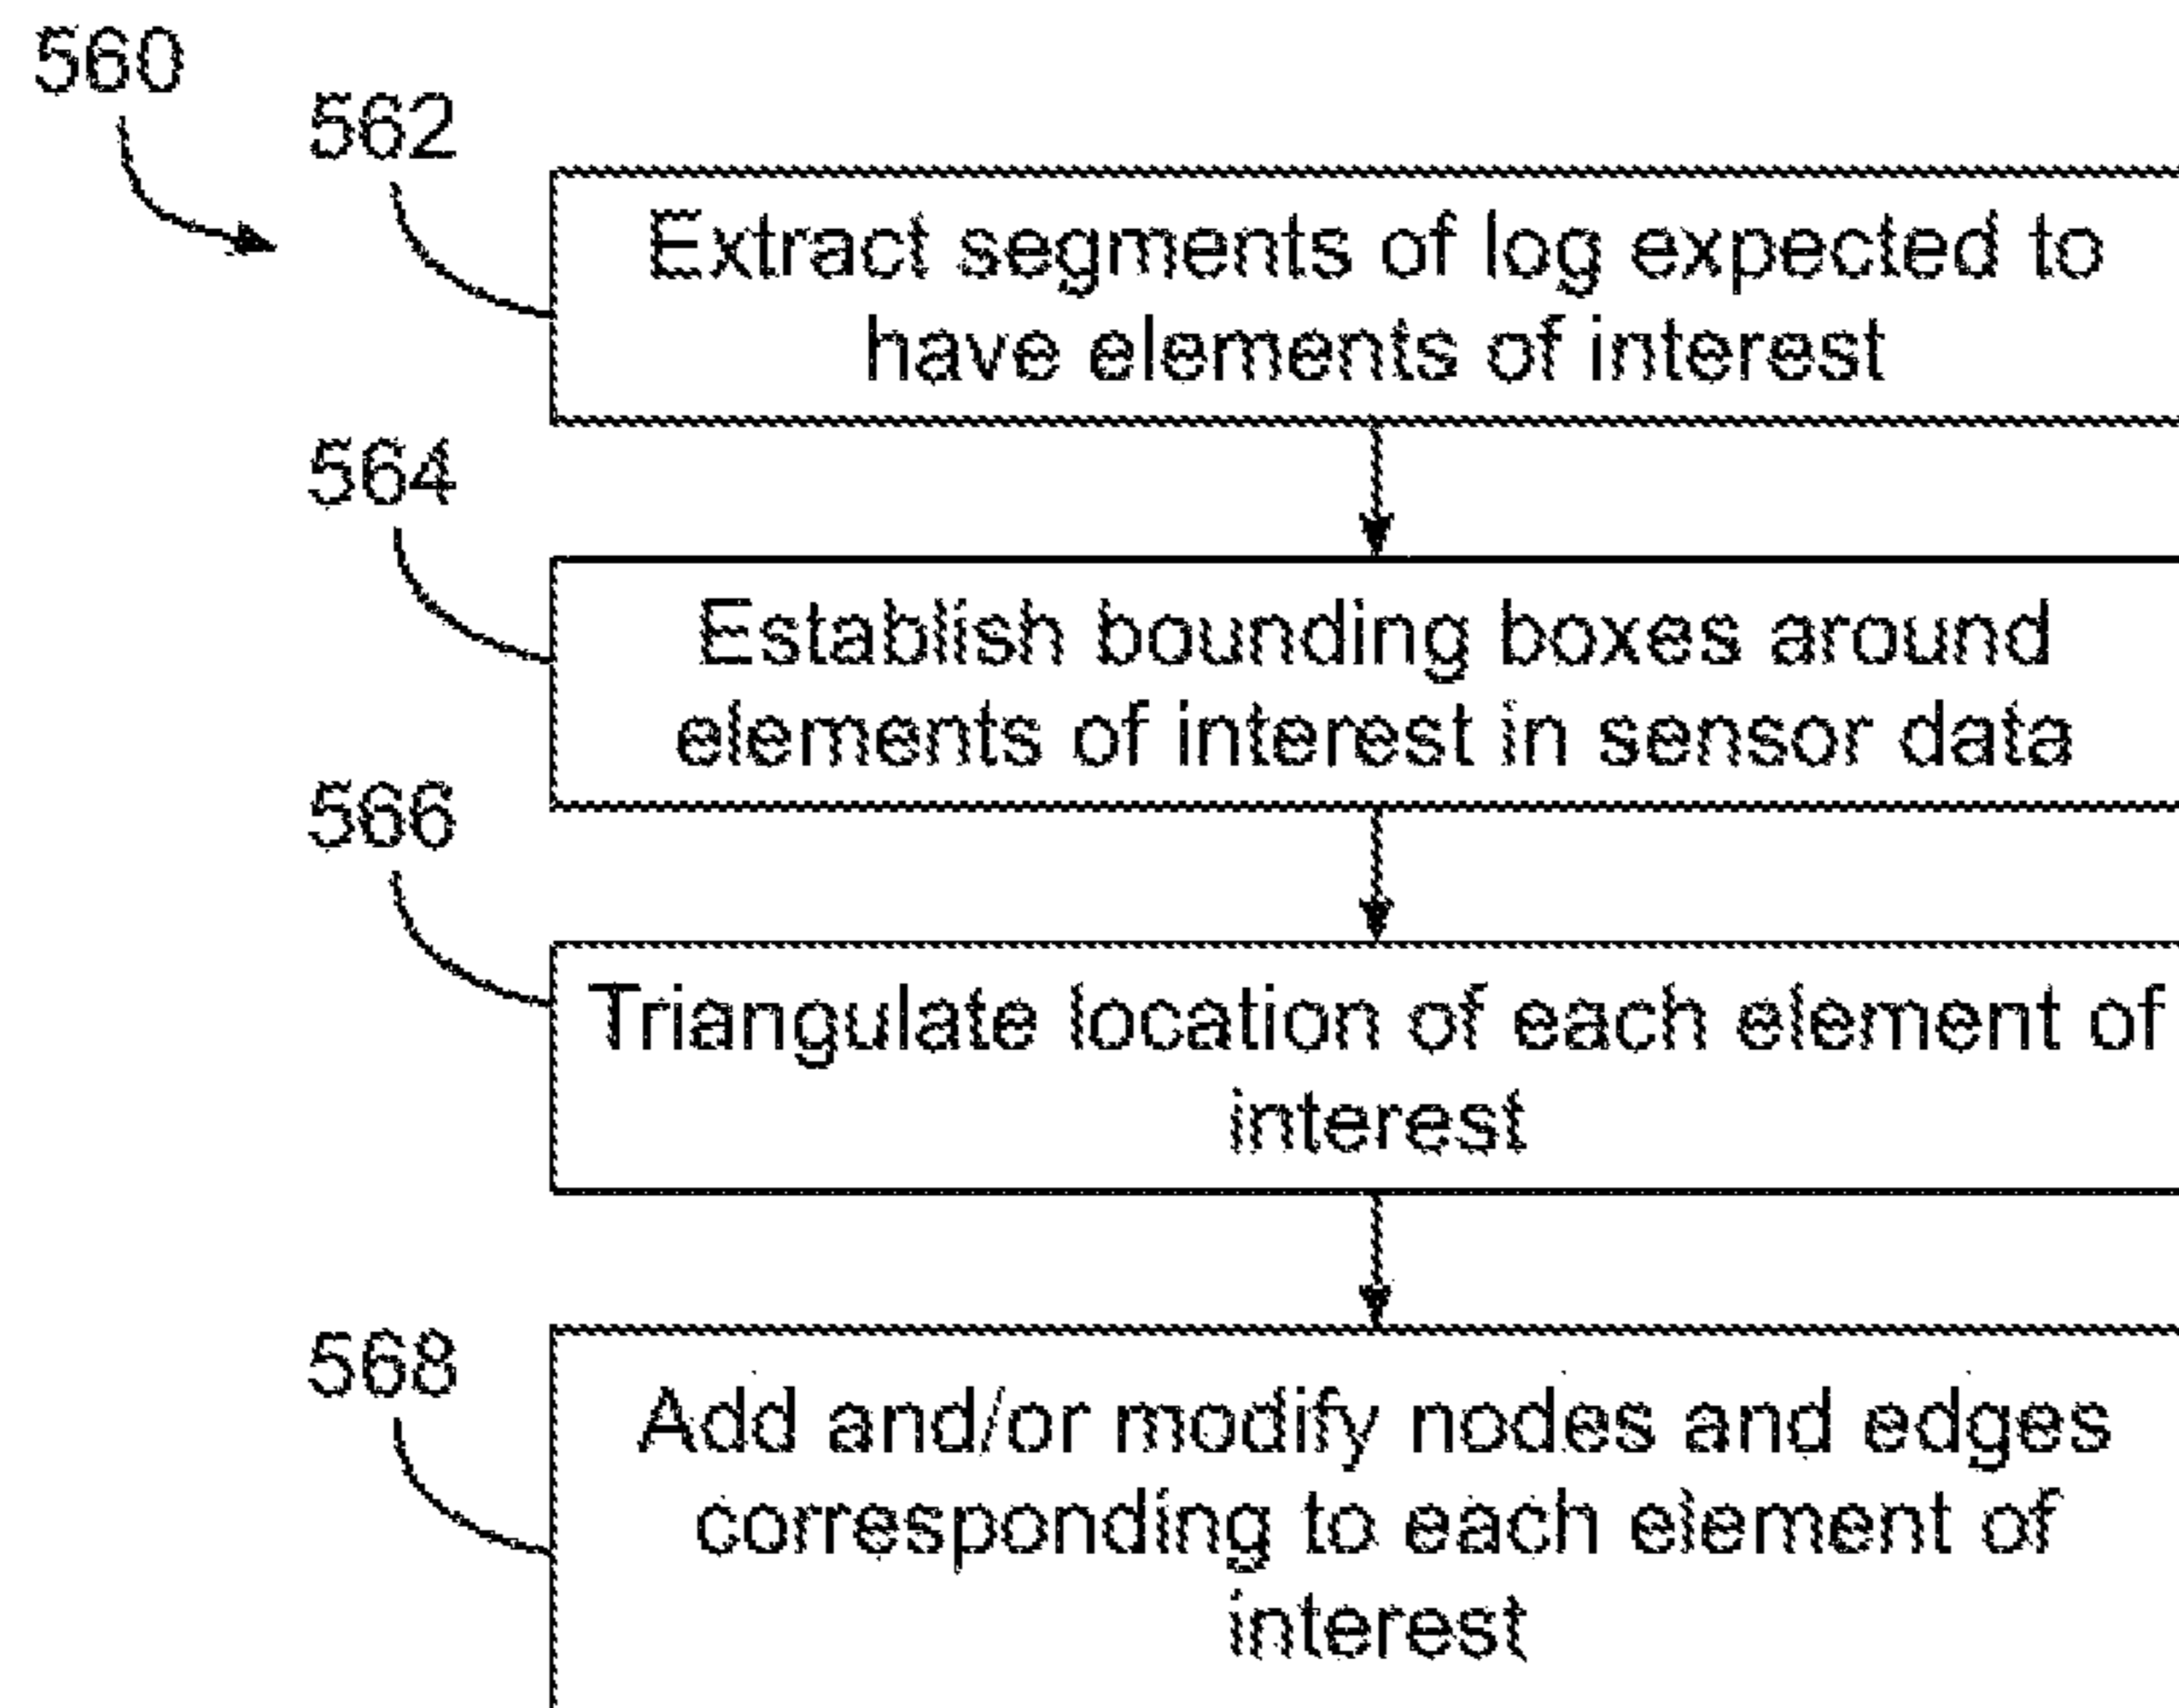 560
562
Extract segments of log expected to
have elements of interest
564
Establish bounding boxes around
elements of interest in sensor data
566
Triangulate location of each element of
interest
568
Add and/or modify nodes and edges
corresponding to each element of
interest